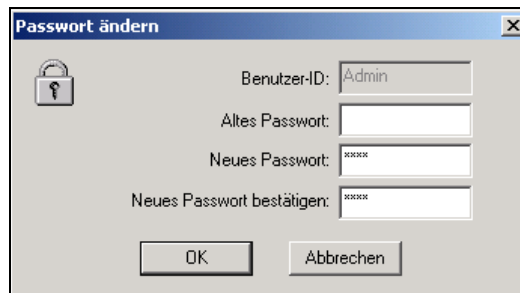 Passwort ändern
Benutzer-ID: Admin
Altes Passwort:
Neues Passwort: ****
Neues Passwort bestätigen: ****
OK Abbrechen